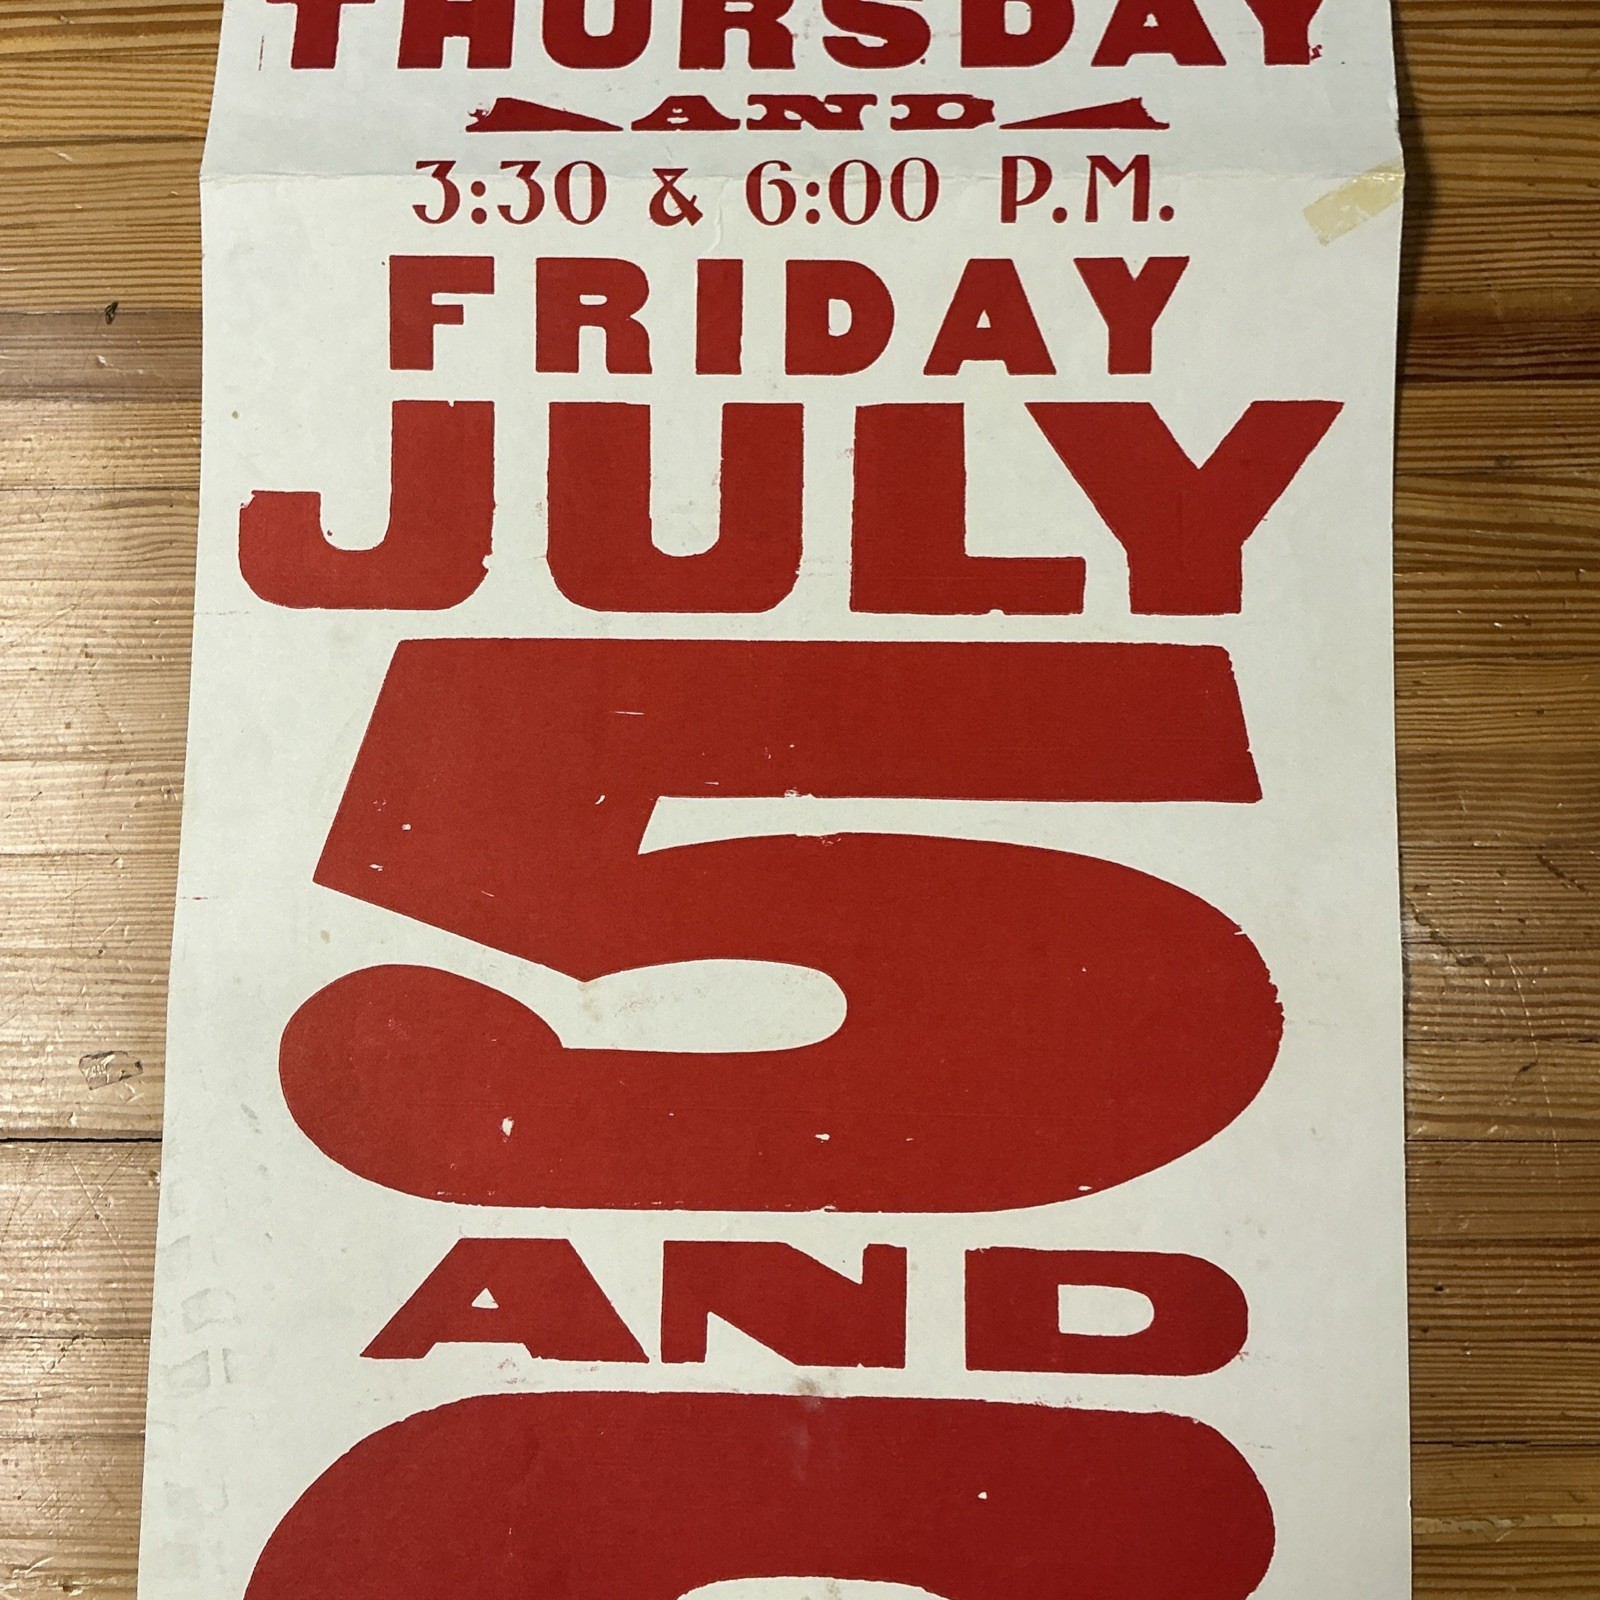 THURSDAY
AND
3:30 & 6:00 P.M.
FRIDAY
JULY
5
AND